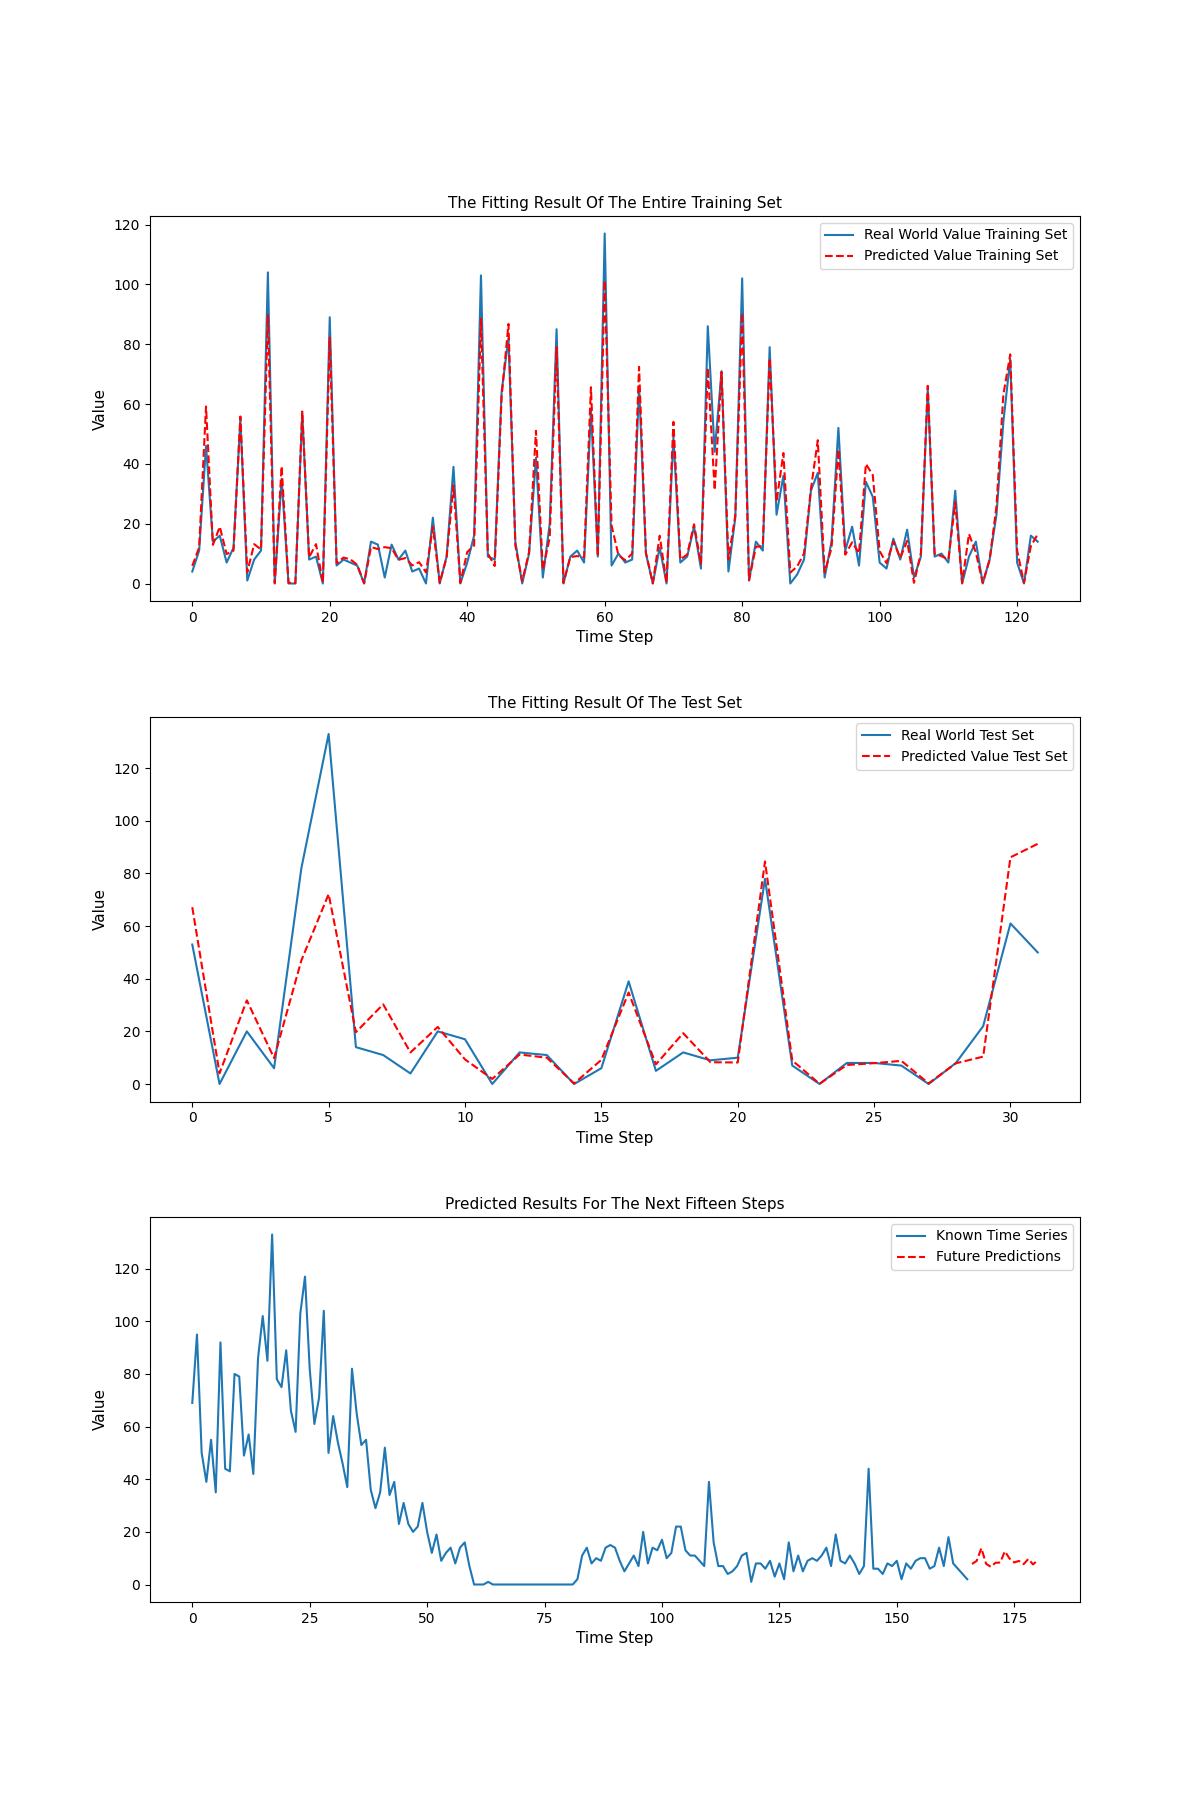 The Fitting Result Of The Entire Training Set
120
100
80
60
40
20
0
Value
Real World Value Training Set
Predicted Value Training Set
0 20 40 60 80 100 120
Time Step
The Fitting Result Of The Test Set
120
100
80
60
40
20
0
Value
Real World Test Set
Predicted Value Test Set
0 5 10 15 20 25 30
Time Step
Predicted Results For The Next Fifteen Steps
120
100
80
60
40
20
0
Value
Known Time Series
Future Predictions
0 25 50 75 100 125 150 175
Time Step